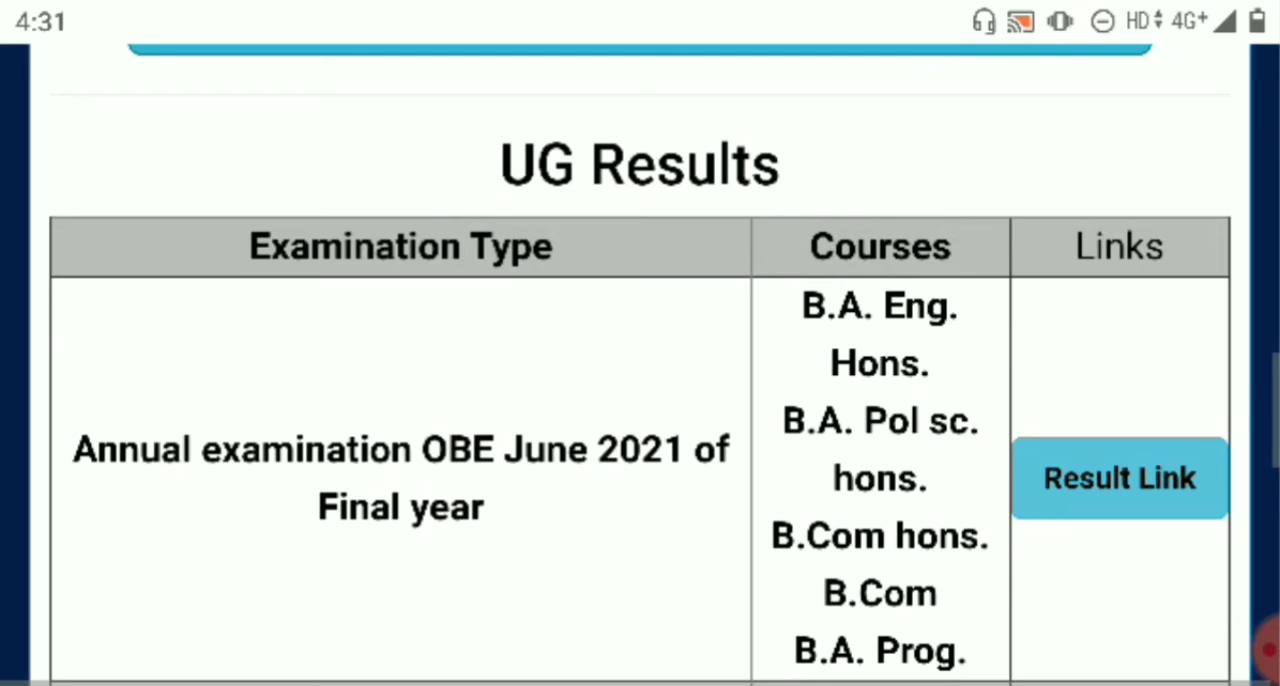 4:31
HD 4G+
UG Results
Examination Type
Courses
Links
Annual examination OBE June 2021 of
Final year
B.A. Eng.
Hons.
B.A. Pol sc.
hons.
B.Com hons.
B.Com
B.A. Prog.
Result Link